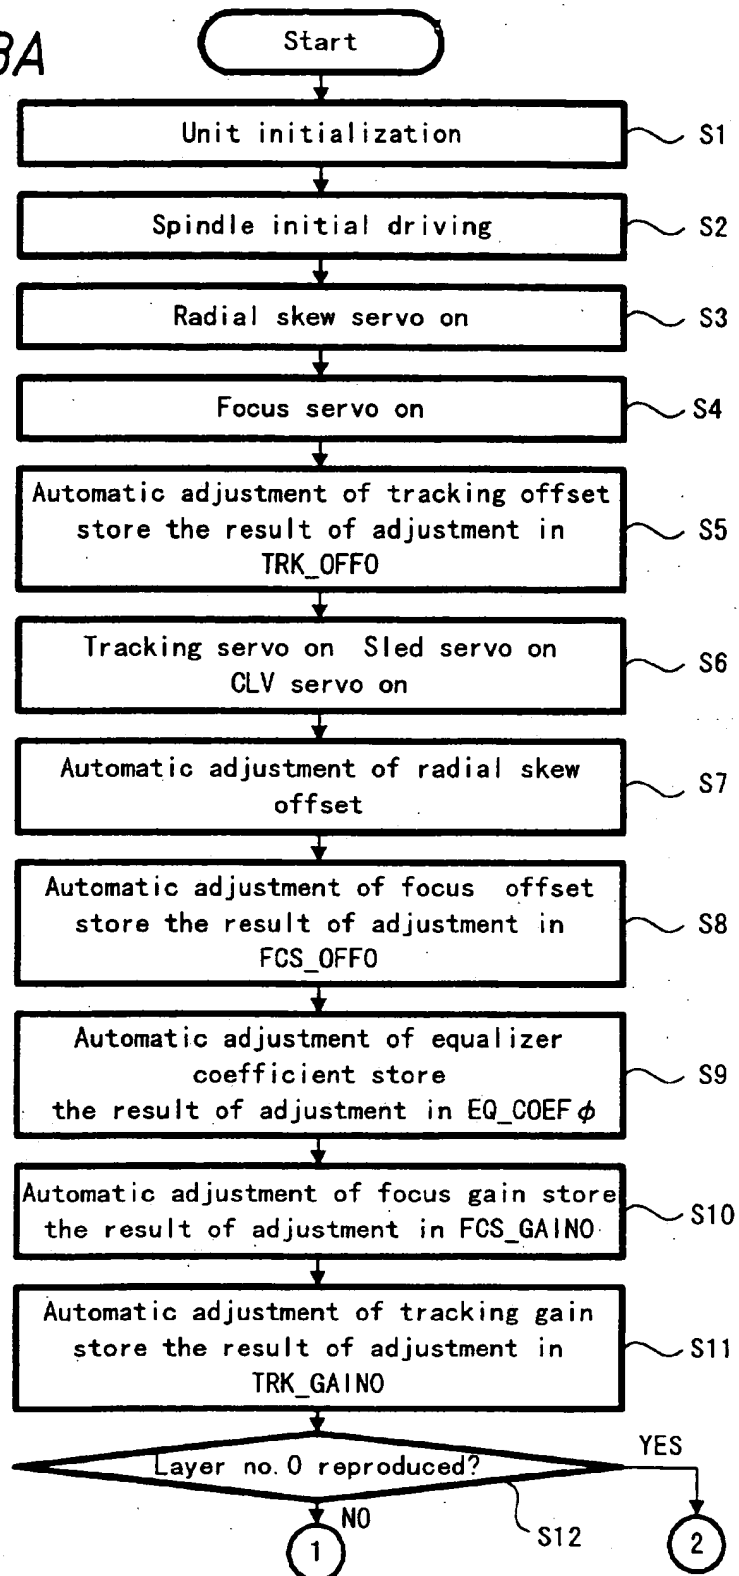 8A
Start
Unit initialization
S1
Spindle initial driving
S2
Radial skew servo on
S3
Focus servo on
S4
Automatic adjustment of tracking offset
store the result of adjustment in
TRK_OFF0
S5
Tracking servo on Sled servo on
CLV servo on
S6
Automatic adjustment of radial skew
offset
S7
Automatic adjustment of focus offset
store the result of adjustment in
FCS_OFF0
S8
Automatic adjustment of equalizer
coefficient store
the result of adjustment in EQ_COEFφ
S9
Automatic adjustment of focus gain store
the result of adjustment in FCS_GAIN0
S10
Automatic adjustment of tracking gain
store the result of adjustment in
TRK_GAIN0
S11
Layer no.0 reproduced?
YES
NO
S12
1
2